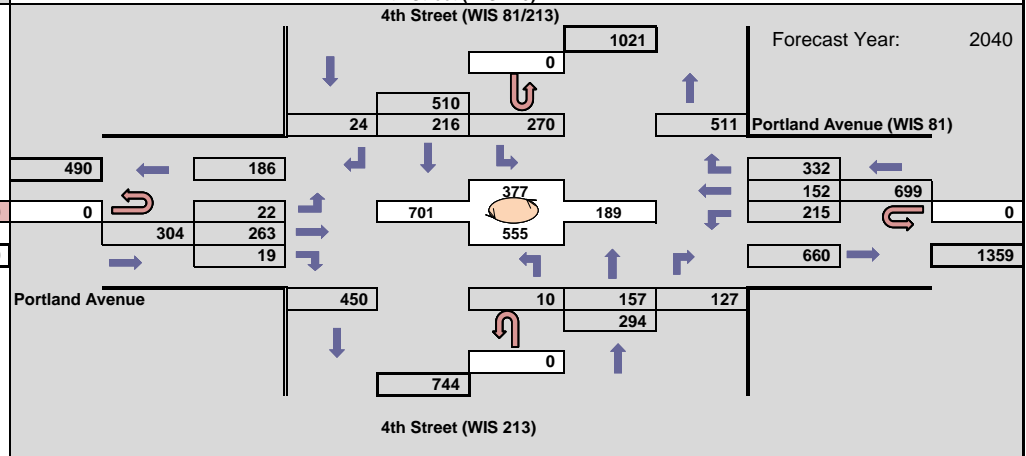 4th Street (WIS 81/213)
1021
Forecast Year: 2040
0
510
24 216 270 511 Portland Avenue (WIS 81)
490 186 332
377
152 699
0 22 701 189 215 0
304 263
555
19 660 1359
Portland Avenue 450 10 157 127
294
0
744
4th Street (WIS 213)